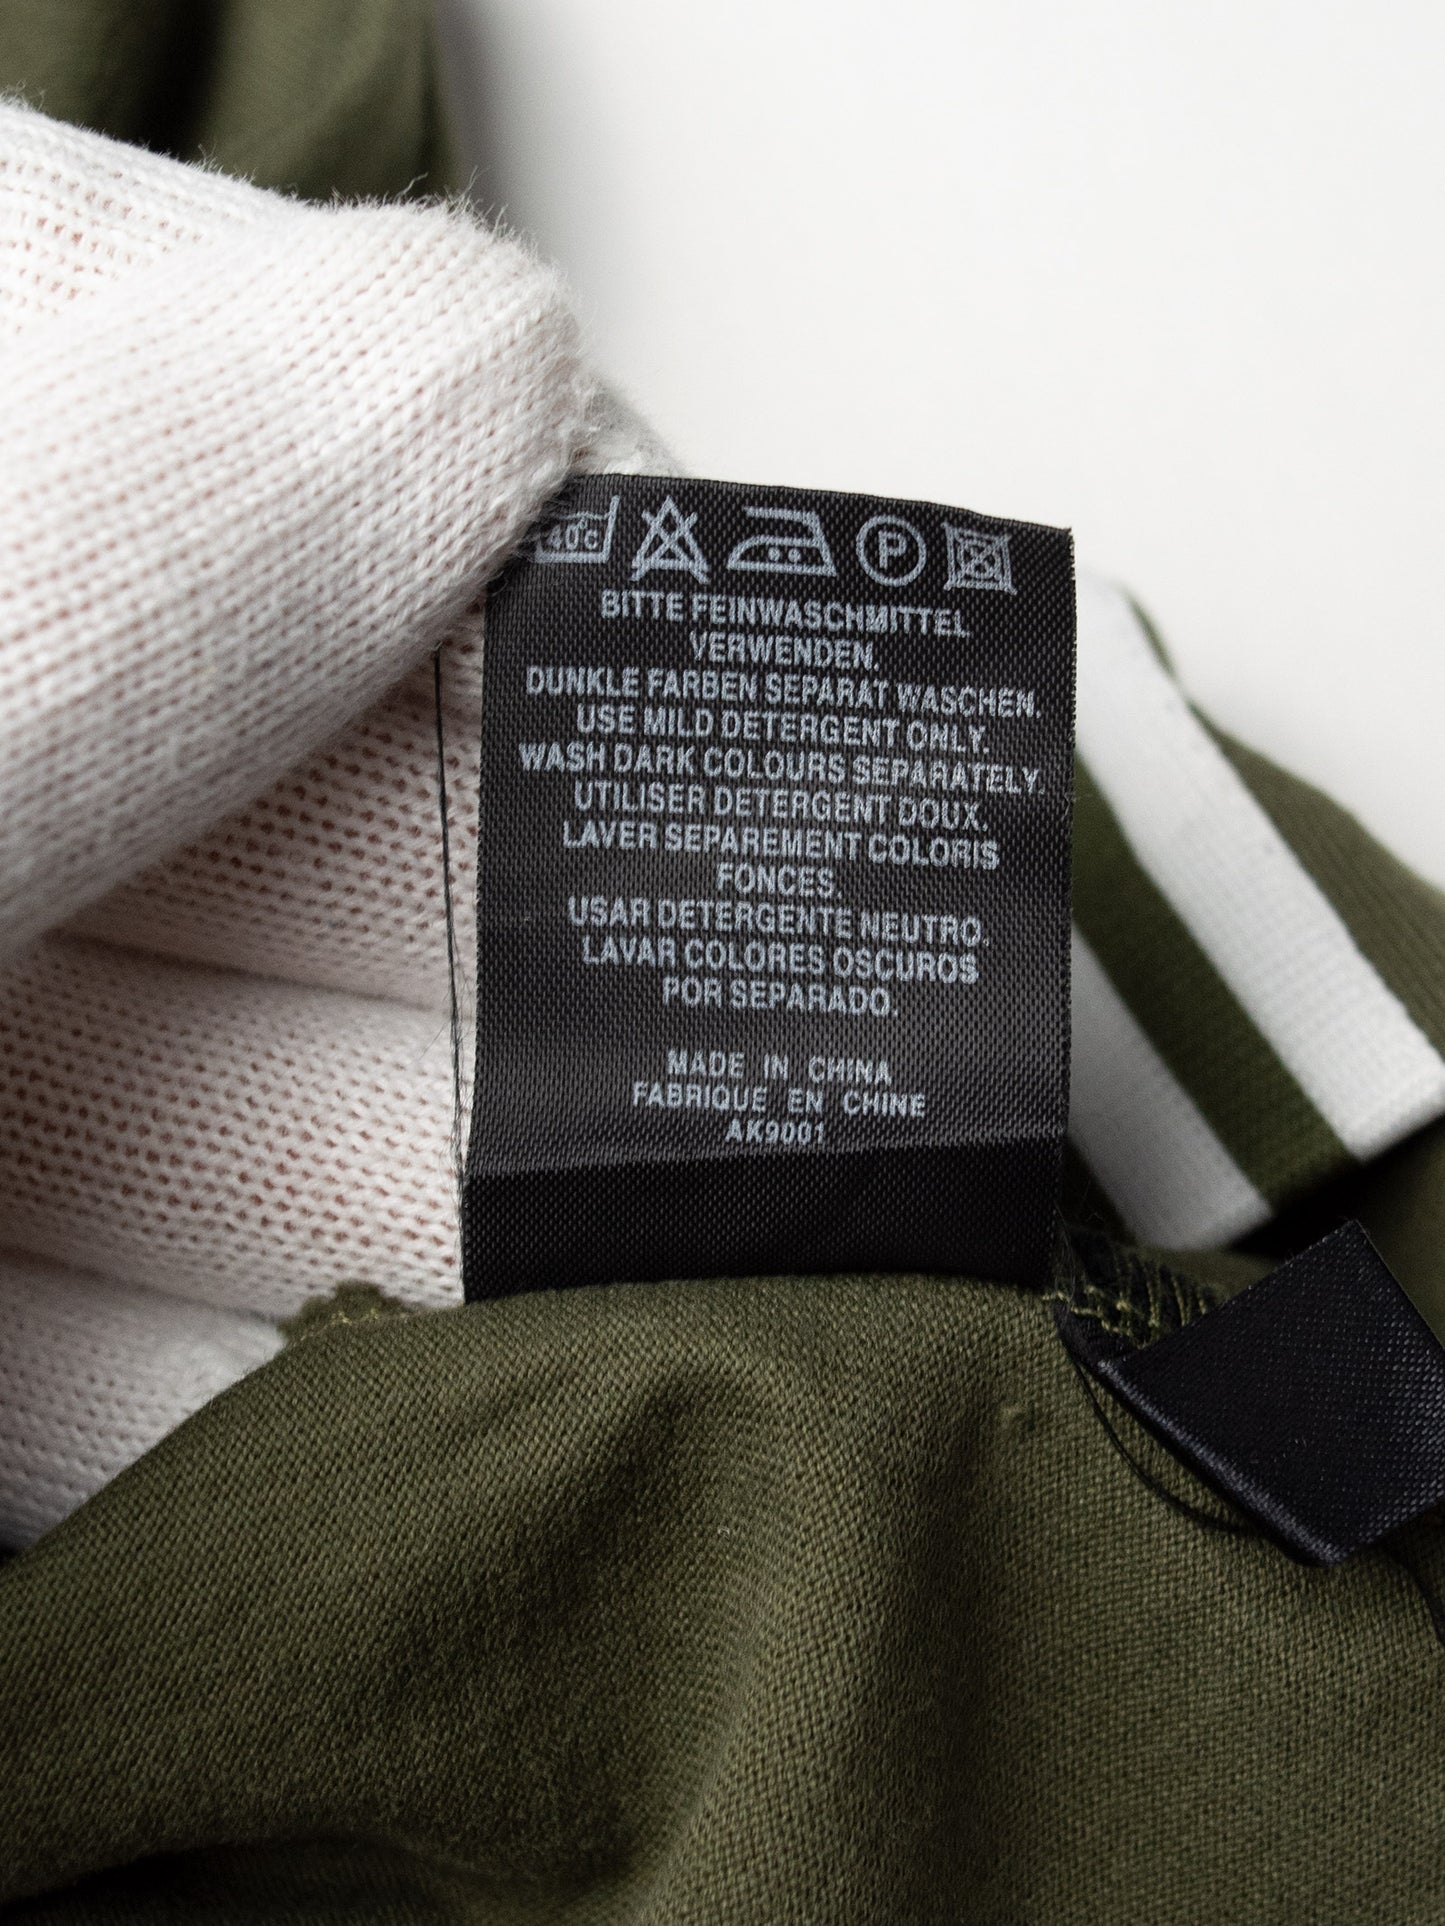 40c P
BITTE FEINWASCHMITTEL
VERWENDEN.
DUNKLE FARBEN SEPARAT WASCHEN.
USE MILD DETERGENT ONLY.
WASH DARK COLOURS SEPARATELY.
UTILISER DETERGENT DOUX.
LAVER SEPAREMENT COLORIS
FONCES.
USAR DETERGENTE NEUTRO.
LAVAR COLORES OSCUROS
POR SEPARADO.
MADE IN CHINA
FABRIQUE EN CHINE
AK9001